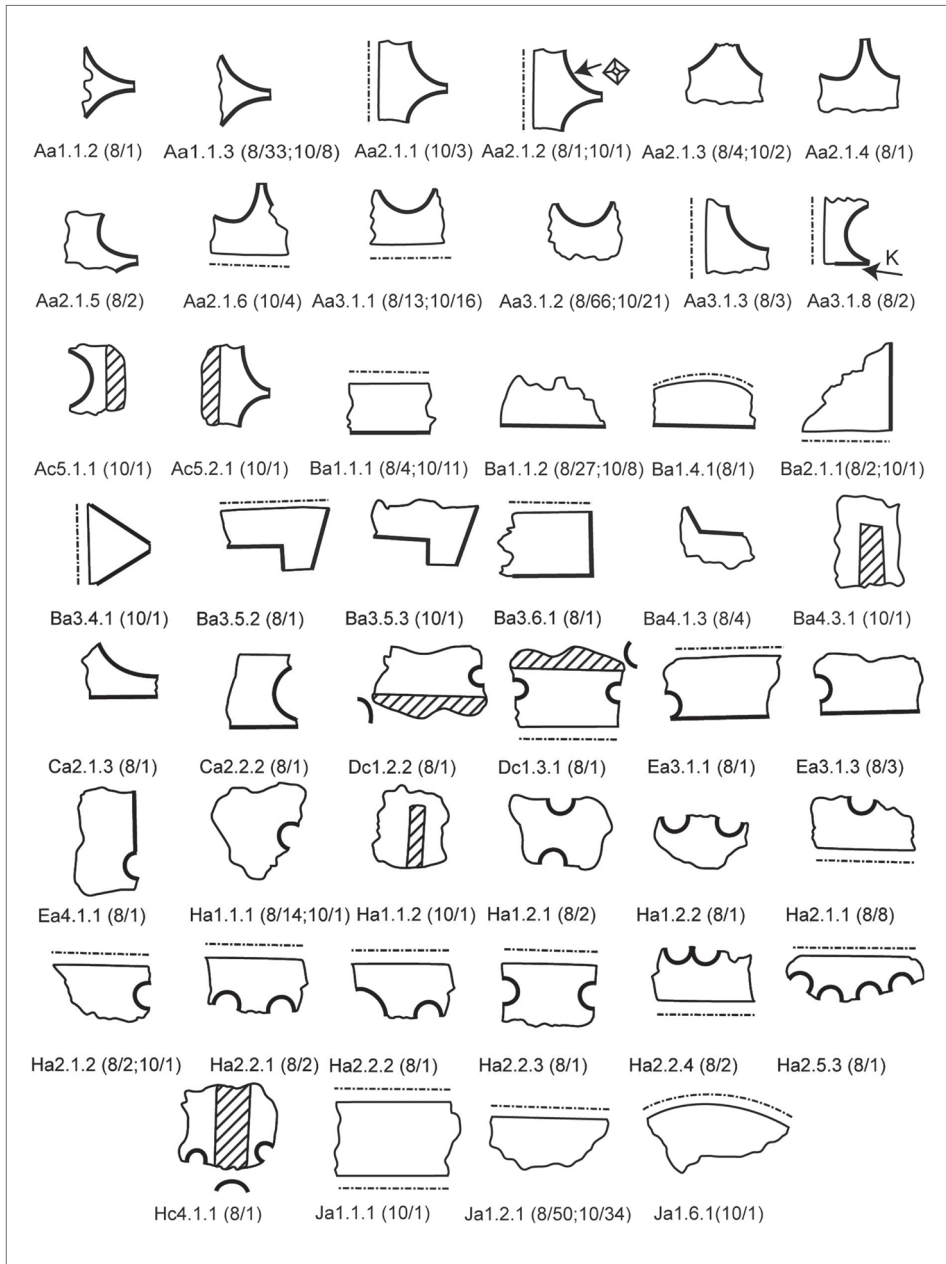 Aa1.1.2 (8/1) Aa1.1.3 (8/33;10/8) Aa2.1.1 (10/3) Aa2.1.2 (8/1;10/1) Aa2.1.3 (8/4;10/2) Aa2.1.4 (8/1)
K
Aa2.1.5 (8/2) Aa2.1.6 (10/4) Aa3.1.1 (8/13;10/16) Aa3.1.2 (8/66;10/21) Aa3.1.3 (8/3) Aa3.1.8 (8/2)
Ac5.1.1 (10/1) Ac5.2.1 (10/1) Ba1.1.1 (8/4;10/11) Ba1.1.2 (8/27;10/8) Ba1.4.1(8/1) Ba2.1.1(8/2;10/1)
Ba3.4.1 (10/1) Ba3.5.2 (8/1) Ba3.5.3 (10/1) Ba3.6.1 (8/1) Ba4.1.3 (8/4) Ba4.3.1 (10/1)
Ca2.1.3 (8/1) Ca2.2.2 (8/1) Dc1.2.2 (8/1) Dc1.3.1 (8/1) Ea3.1.1 (8/1) Ea3.1.3 (8/3)
Ea4.1.1 (8/1) Ha1.1.1 (8/14;10/1) Ha1.1.2 (10/1) Ha1.2.1 (8/2) Ha1.2.2 (8/1) Ha2.1.1 (8/8)
Ha2.1.2 (8/2;10/1) Ha2.2.1 (8/2) Ha2.2.2 (8/1) Ha2.2.3 (8/1) Ha2.2.4 (8/2) Ha2.5.3 (8/1)
Hc4.1.1 (8/1) Ja1.1.1 (10/1) Ja1.2.1 (8/50;10/34) Ja1.6.1(10/1)